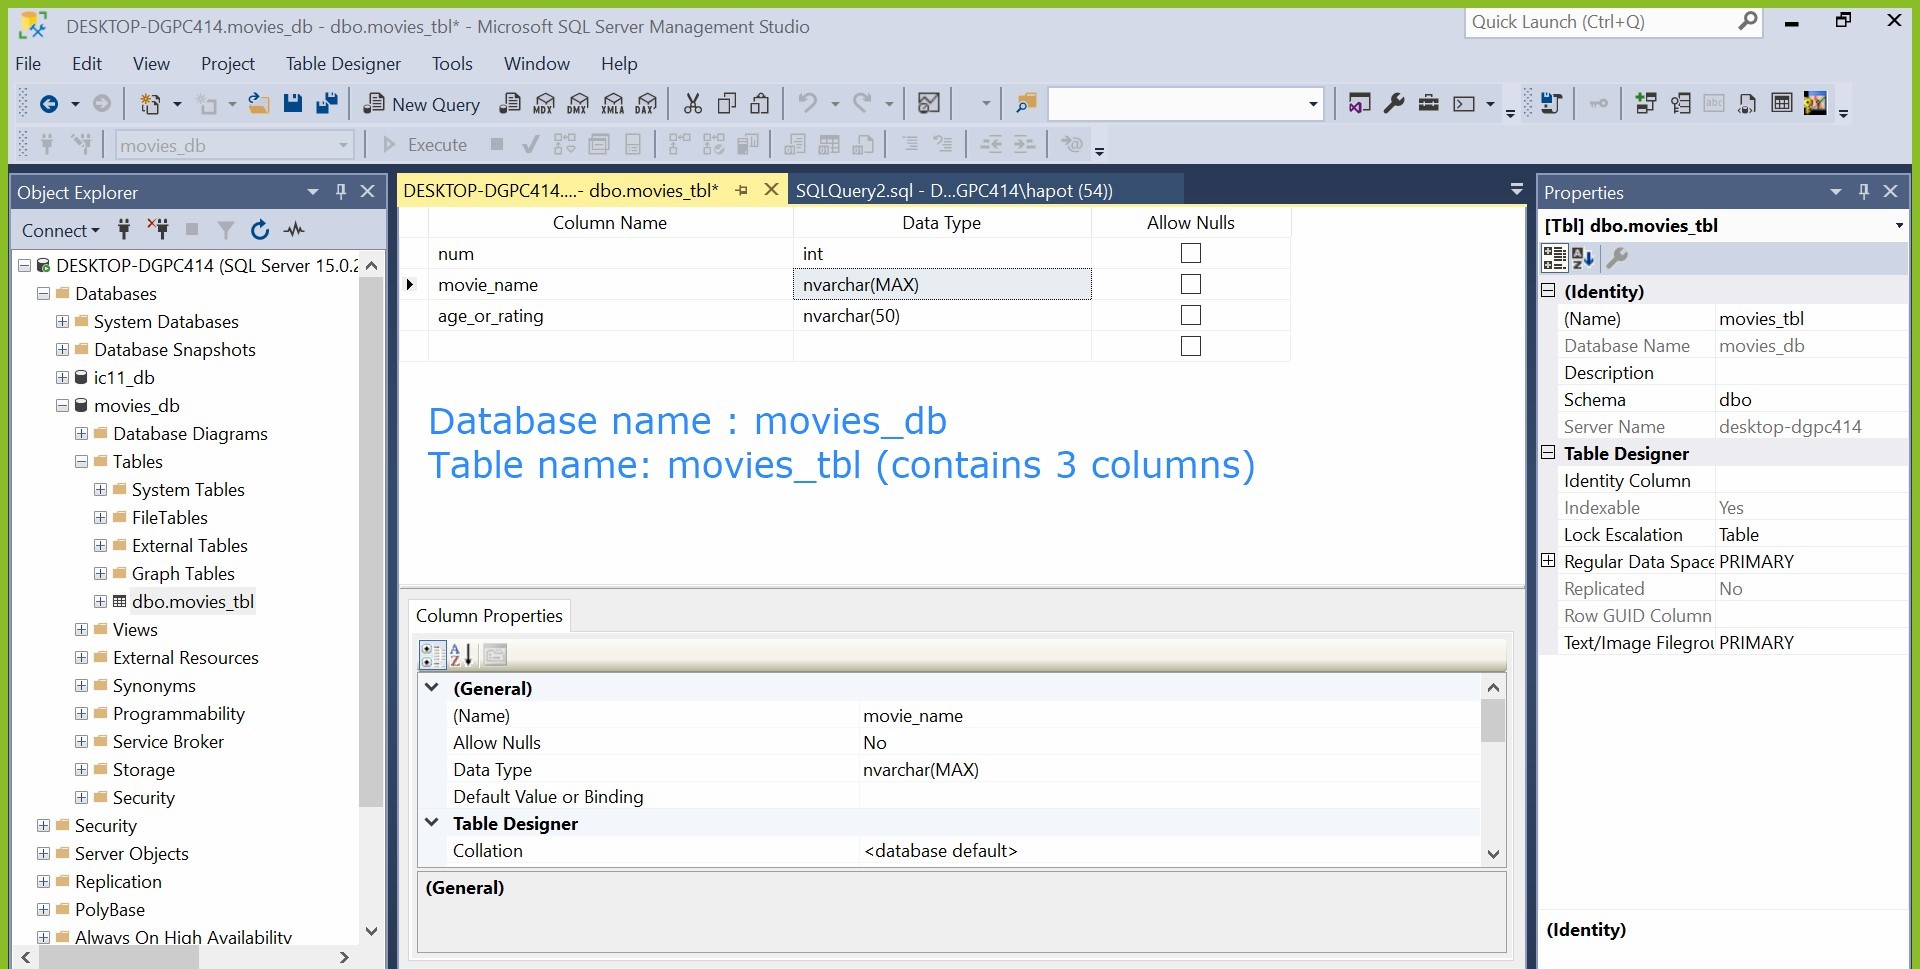 DESKTOP-DGPC414.movies_db - dbo.movies_tbl* - Microsoft SQL Server Management Studio
Quick Launch (Ctrl+Q)
File Edit View Project Table Designer Tools Window Help
New Query MDX DMX XMLA DAX
movies_db Execute
Object Explorer
Connect
DESKTOP-DGPC414 (SQL Server 15.0.2
Databases
System Databases
Database Snapshots
ic11_db
movies_db
Database Diagrams
Tables
System Tables
FileTables
External Tables
Graph Tables
dbo.movies_tbl
Views
External Resources
Synonyms
Programmability
Service Broker
Storage
Security
Security
Server Objects
Replication
PolyBase
Always On High Availability
DESKTOP-DGPC414....- dbo.movies_tbl* SQLQuery2.sql - D...GPC414\hapot (54))
Column Name Data Type Allow Nulls
num int
movie_name nvarchar(MAX)
age_or_rating nvarchar(50)
Database name : movies_db
Table name: movies_tbl (contains 3 columns)
Column Properties
(General)
(Name) movie_name
Allow Nulls No
Data Type nvarchar(MAX)
Default Value or Binding
Table Designer
Collation <database default>
(General)
Properties
[Tbl] dbo.movies_tbl
(Identity)
(Name) movies_tbl
Database Name movies_db
Description
Schema dbo
Server Name desktop-dgpc414
Table Designer
Identity Column
Indexable Yes
Lock Escalation Table
Regular Data Space PRIMARY
Replicated No
Row GUID Column
Text/Image Filegrou PRIMARY
(Identity)